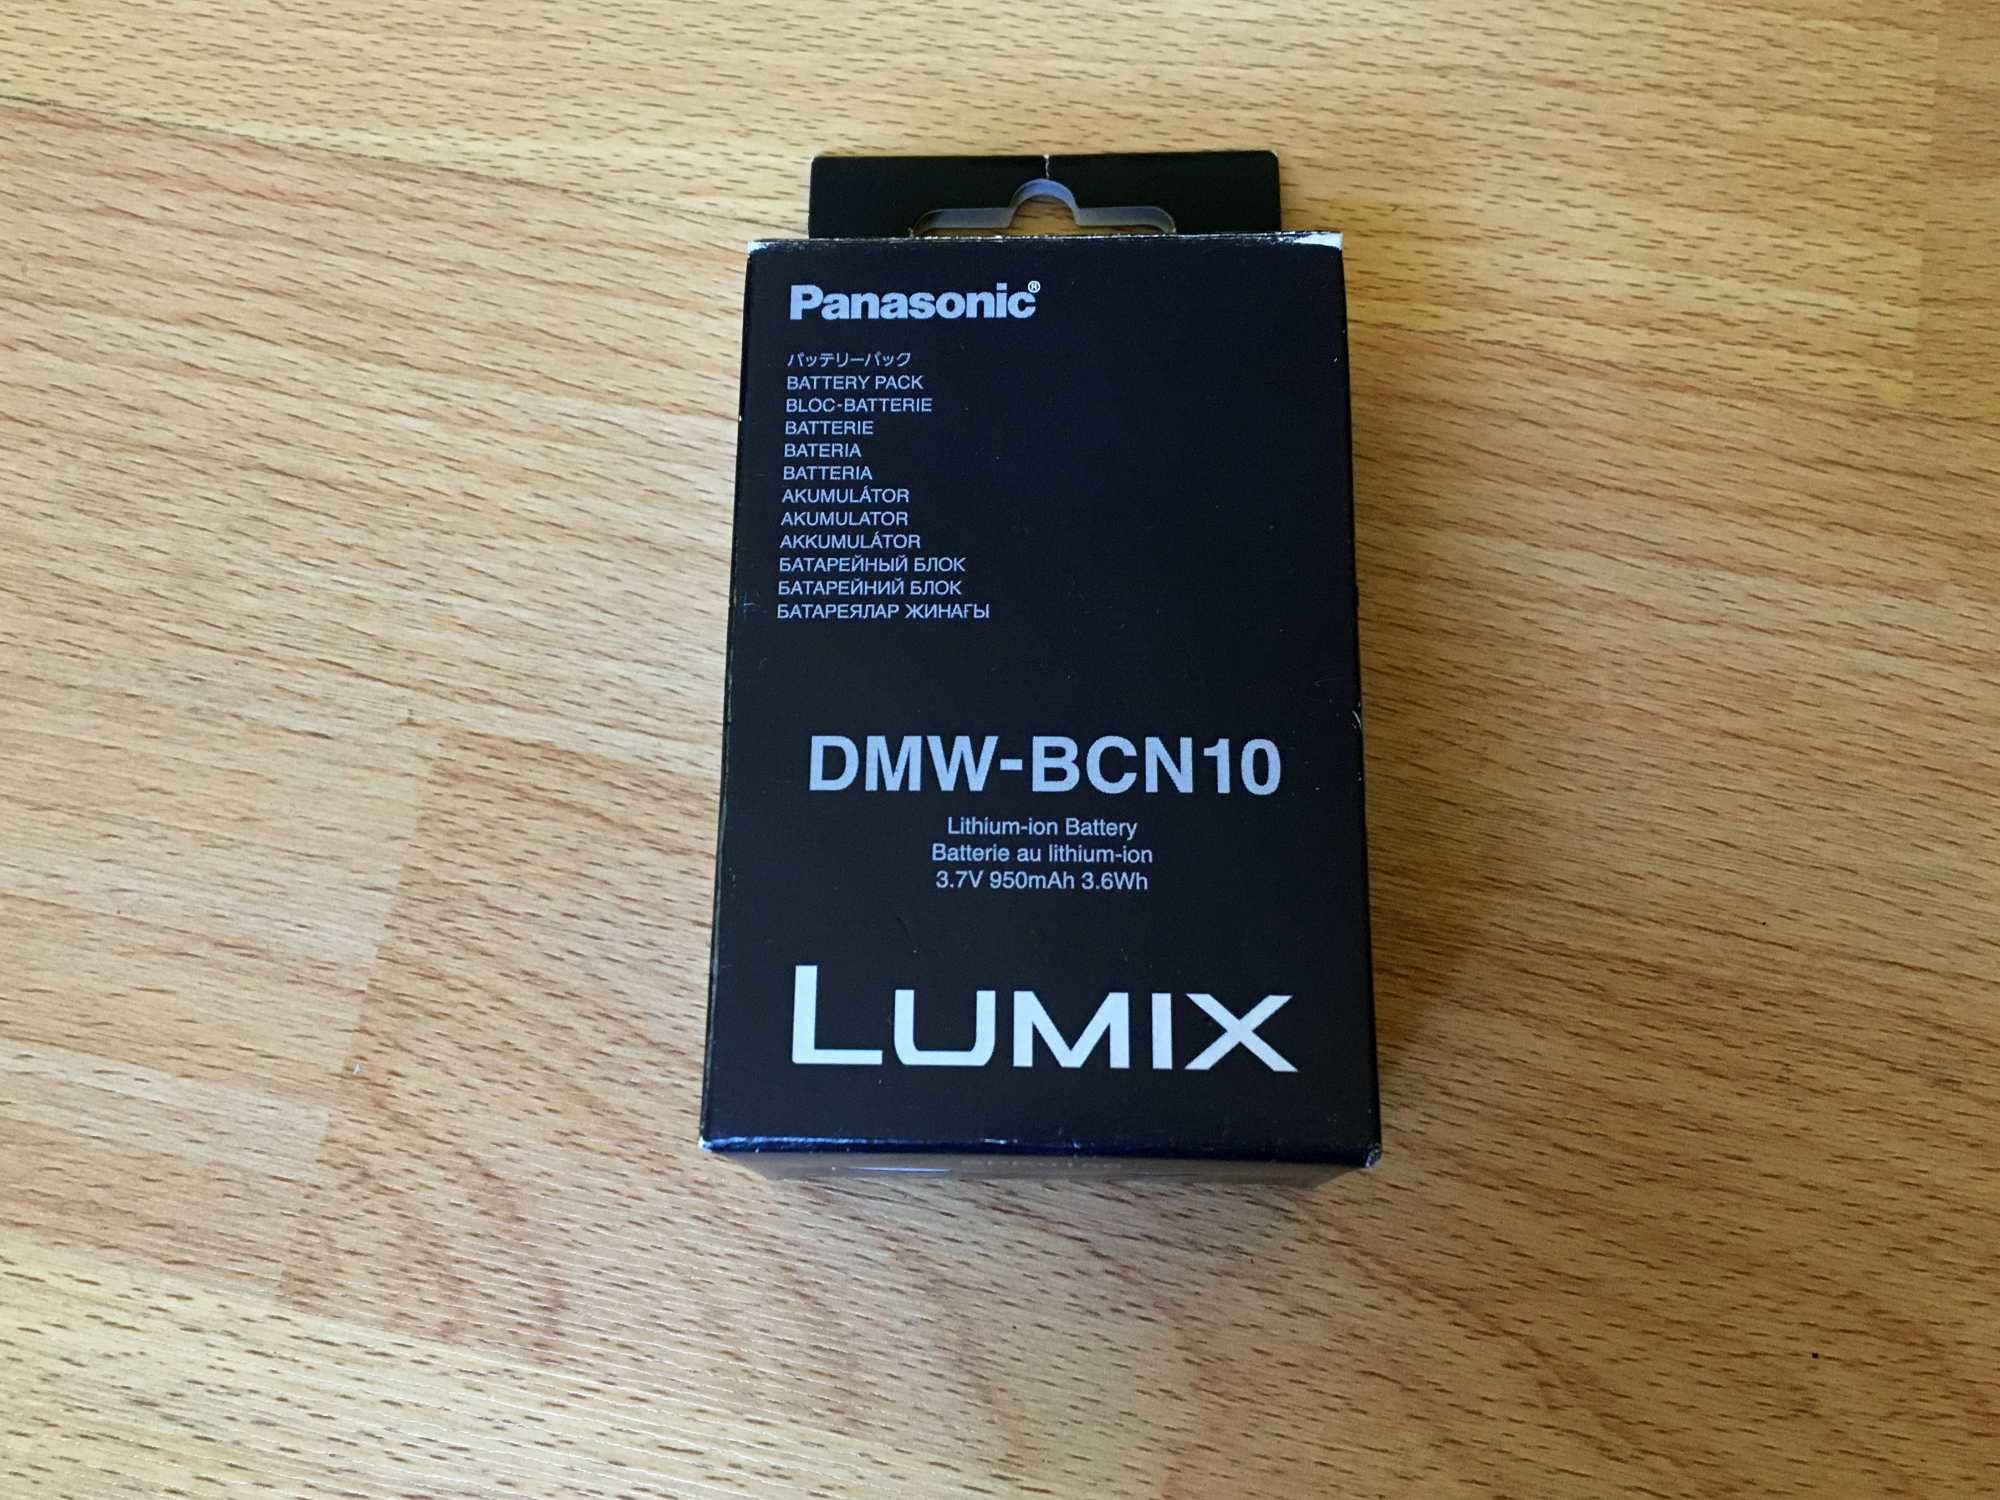 Panasonic®
バッテリーパック
BATTERY PACK
BLOC-BATTERIE
BATTERIE
BATERIA
BATTERIA
AKUMULÁTOR
AKUMULATOR
AKKUMULÁTOR
БАТАРЕЙНЫЙ БЛОК
БАТАРЕЙНИЙ БЛОК
БАТАРЕЯЛАР ЖИНАҒЫ
DMW-BCN10
Lithium-ion Battery
Batterie au lithium-ion
3.7V 950mAh 3.6Wh
LUMIX